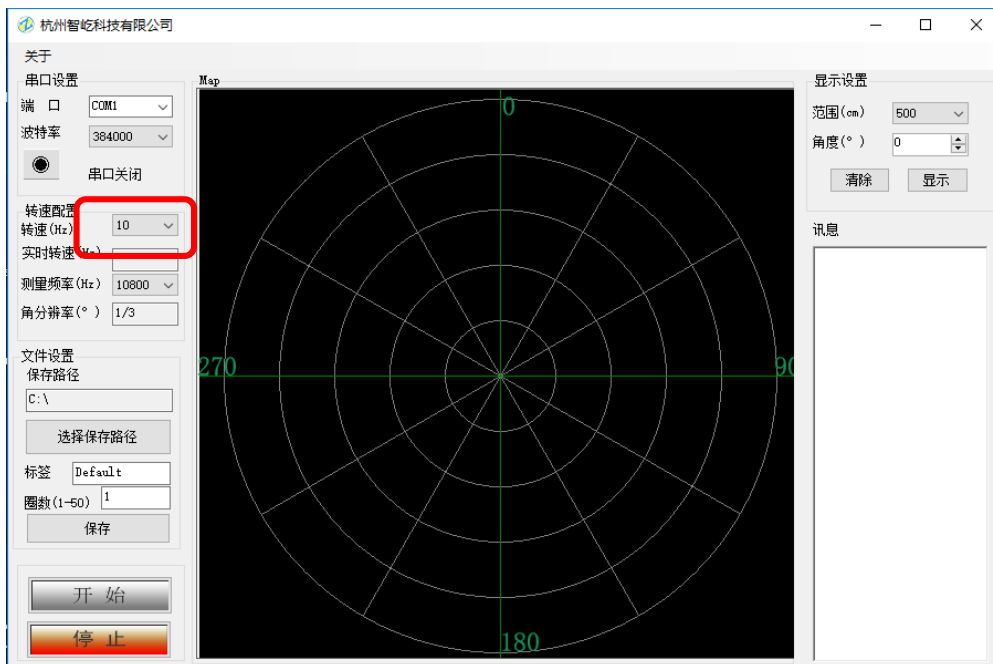 杭州智屹科技有限公司
关于
串口设置
端 口 COM1
波特率 384000
串口关闭
转速配置
转速(Hz) 10
实时转速(Hz)
测量频率(Hz) 10800
角分辨率(°) 1/3
文件设置
保存路径
C:\
选择保存路径
标签 Default
圈数(1-50) 1
保存
开 始
停 止
Map
0
270
90
180
显示设置
范围(cm) 500
角度(°) 0
清除 显示
讯息